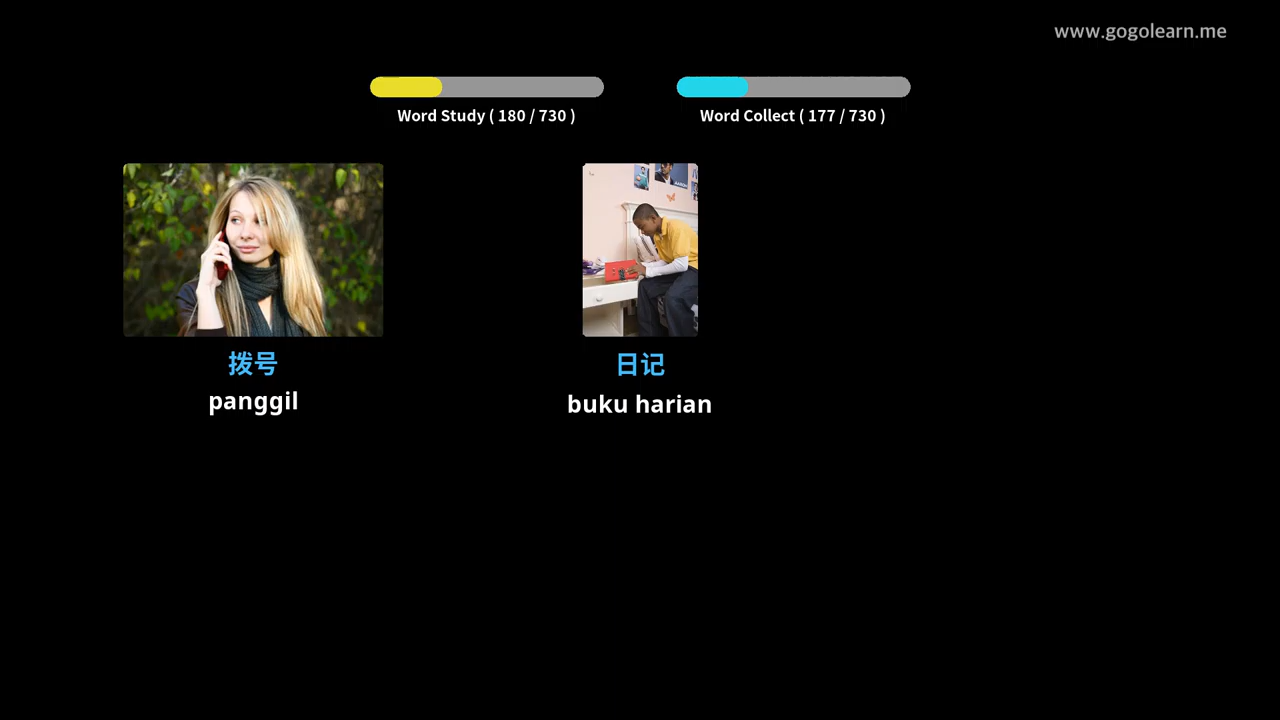 www.gogolearn.me
Word Study ( 180 / 730 )
Word Collect ( 177 / 730 )
拨号
panggil
日记
buku harian